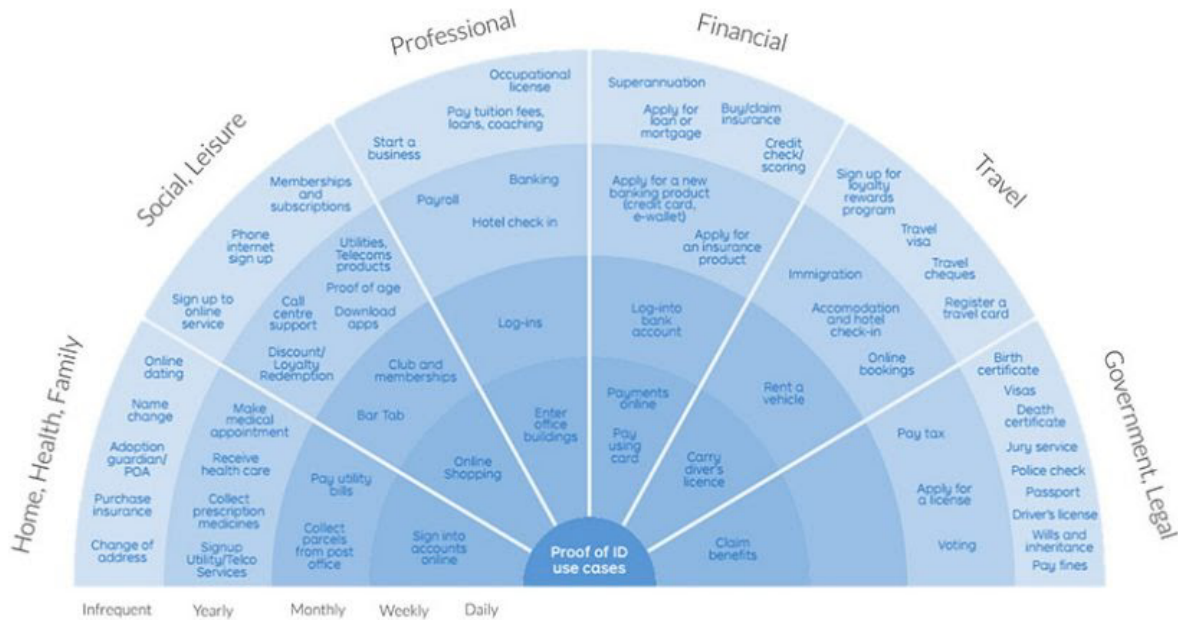 Professional
Financial
Social, Leisure
Travel
Home, Health, Family
Government, Legal
Occupational
license
Pay tuition fees,
loans, coaching
Start a
business
Banking
Payroll
Hotel check in
Log-ins
Enter
office
buildings
Superannuation
Apply for
loan or
mortgage
Buy/claim
insurance
Credit
check/
scoring
Apply for a new
banking product
(credit card,
e-wallet)
Apply for
an insurance
product
Log-into
bank
account
Payments
online
Pay
using
card
Memberships
and
subscriptions
Phone
internet
sign up
Sign up to
online
service
Utilities,
Telecoms
products
Proof of age
Download
apps
Call
centre
support
Discount/
Loyalty
Redemption
Club and
memberships
Bar Tab
Online
Shopping
Sign up for
loyalty
rewards
program
Travel
visa
Travel
cheques
Register a
travel card
Immigration
Accomodation
and hotel
check-in
Online
bookings
Rent a
vehicle
Carry
diver's
licence
Online
dating
Name
change
Adoption
guardian/
POA
Purchase
insurance
Change of
address
Make
medical
appointment
Receive
health care
Collect
prescription
medicines
Signup
Utility/Telco
Services
Pay utility
bills
Collect
parcels
from post
office
Sign into
accounts
online
Birth
certificate
Visas
Death
certificate
Jury service
Police check
Passport
Driver's license
Wills and
inheritance
Pay fines
Pay tax
Apply for
a license
Voting
Claim
benefits
Proof of ID
use cases
Infrequent
Yearly
Monthly
Weekly
Daily